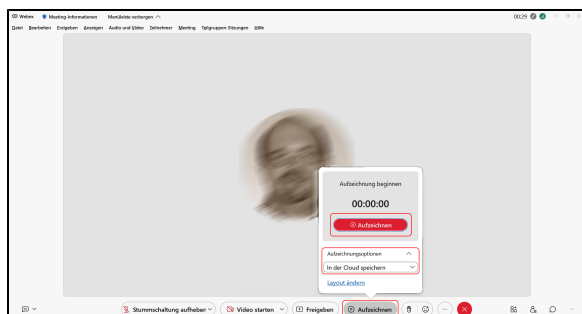 Webex Meeting-Informationen Menüleiste verbergen 00:29
Datei Bearbeiten Freigeben Anzeigen Audio und Video Teilnehmer Meeting Teilgruppen-Sitzungen Hilfe
Aufzeichnung beginnen
00:00:00
Aufzeichnen
Aufzeichnungsoptionen
In der Cloud speichern
Layout ändern
Stummschaltung aufheben Video starten Freigeben Aufzeichnen